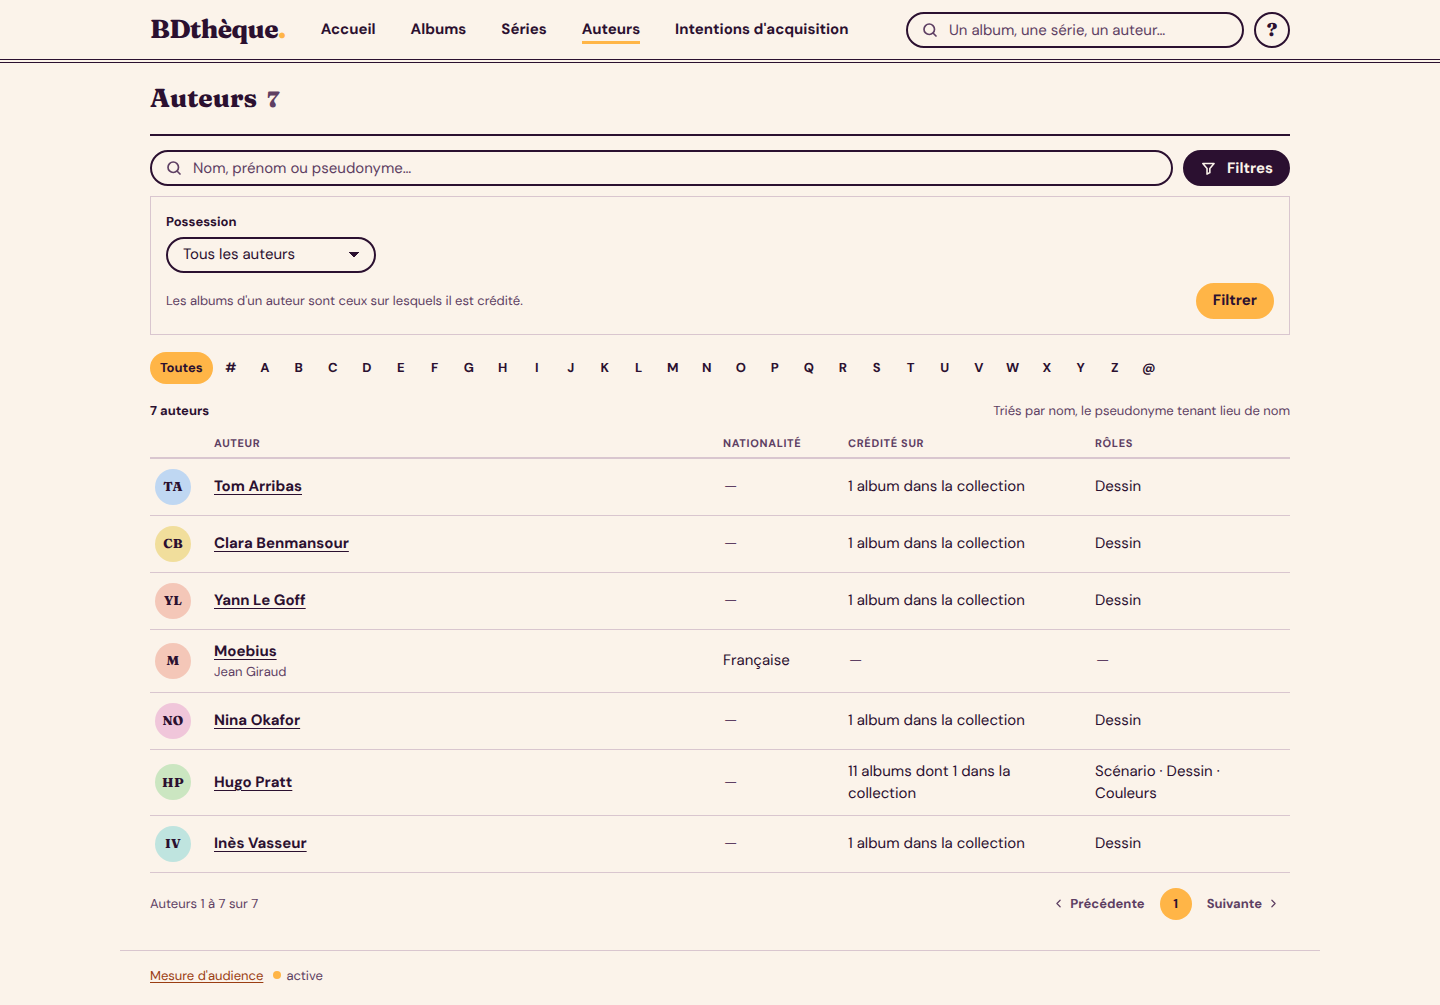 BDthèque.
Accueil
Albums
Séries
Auteurs
Intentions d'acquisition
Un album, une série, un auteur...
?
Auteurs 7
Nom, prénom ou pseudonyme...
Filtres
Possession
Tous les auteurs
Les albums d'un auteur sont ceux sur lesquels il est crédité.
Filtrer
Toutes # A B C D E F G H I J K L M N O P Q R S T U V W X Y Z @
7 auteurs
Triés par nom, le pseudonyme tenant lieu de nom
AUTEUR NATIONALITÉ CRÉDITÉ SUR RÔLES
TA Tom Arribas — 1 album dans la collection Dessin
CB Clara Benmansour — 1 album dans la collection Dessin
YL Yann Le Goff — 1 album dans la collection Dessin
M Moebius Française — —
Jean Giraud
NO Nina Okafor — 1 album dans la collection Dessin
HP Hugo Pratt — 11 albums dont 1 dans la Scénario · Dessin ·
collection Couleurs
IV Inès Vasseur — 1 album dans la collection Dessin
Auteurs 1 à 7 sur 7
Précédente 1 Suivante
Mesure d'audience active